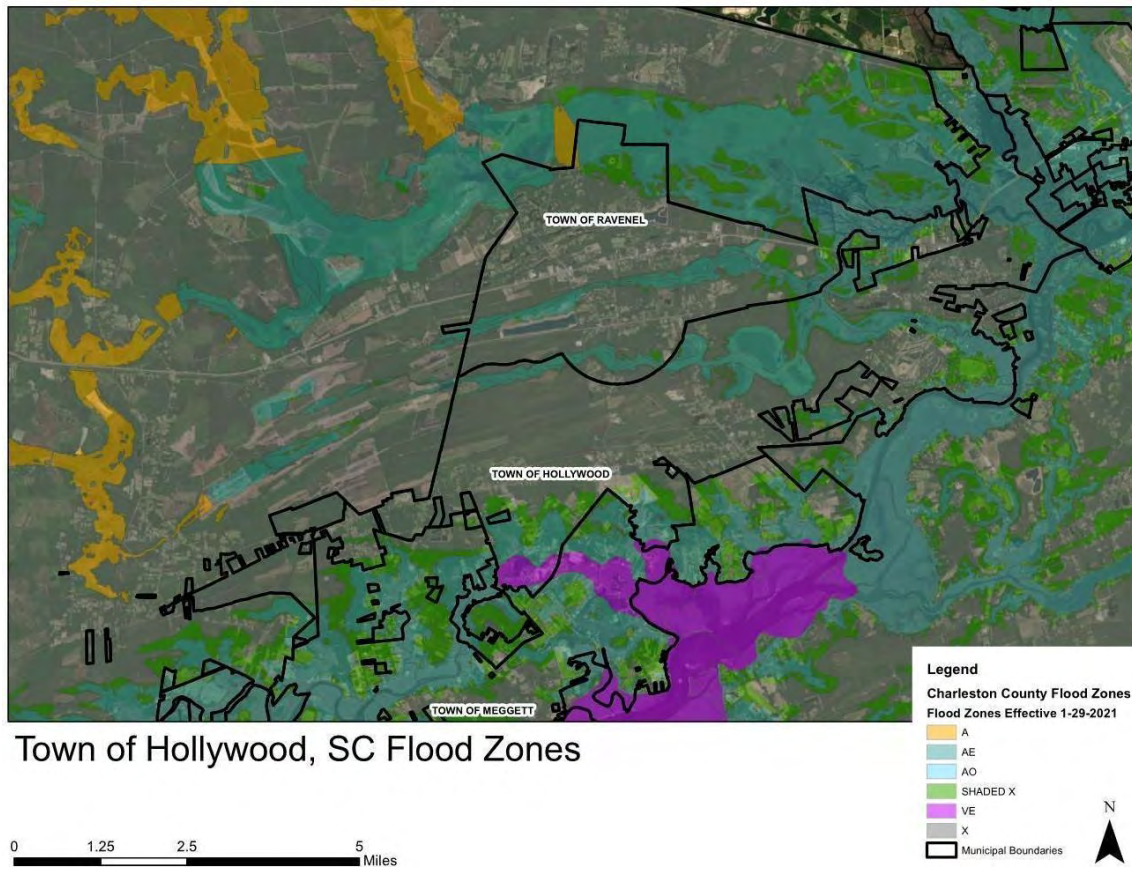 TOWN OF RAVENEL
TOWN OF HOLLYWOOD
TOWN OF MEGGETT
Town of Hollywood, SC Flood Zones
0 1.25 2.5 5
Miles
Legend
Charleston County Flood Zones
Flood Zones Effective 1-29-2021
A
AE
AO
SHADED X
VE
X
Municipal Boundaries
N